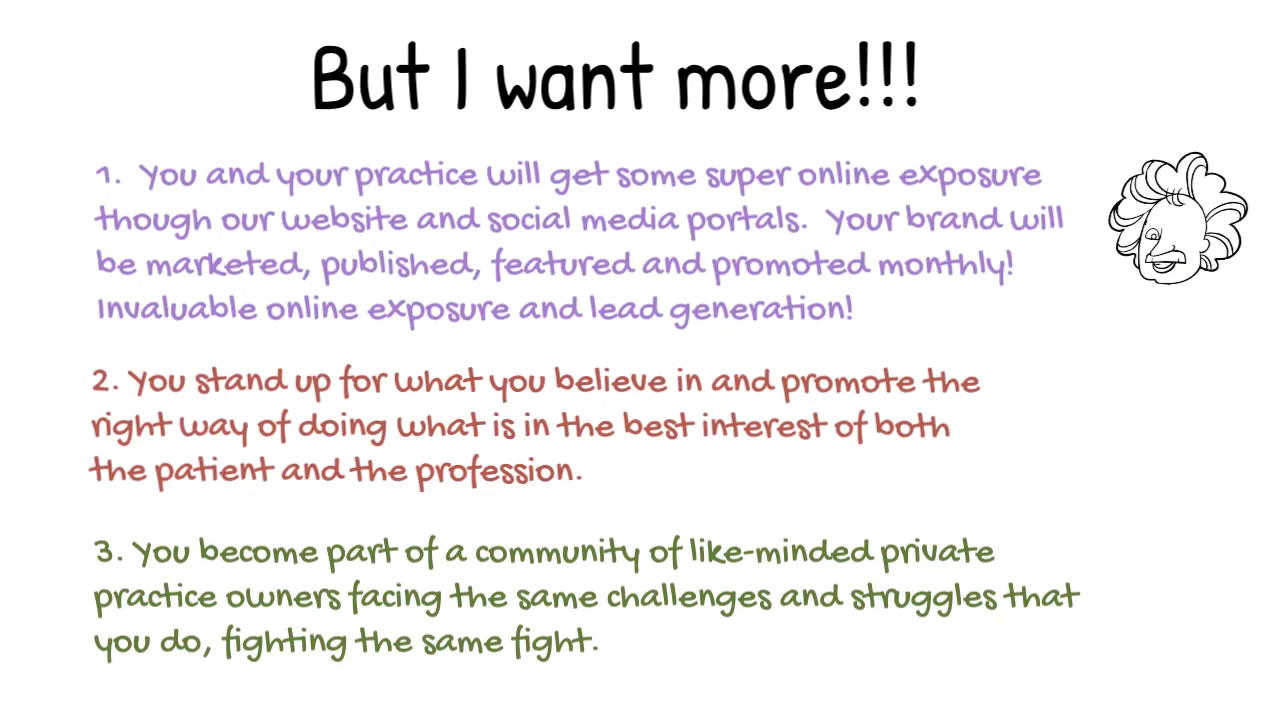 But I want more!!!
1. You and your practice will get some super online exposure
though our website and social media portals. Your brand will
be marketed, published, featured and promoted monthly!
Invaluable online exposure and lead generation!
2. You stand up for what you believe in and promote the
right way of doing what is in the best interest of both
the patient and the profession.
3. You become part of a community of like-minded private
practice owners facing the same challenges and struggles that
you do, fighting the same fight.